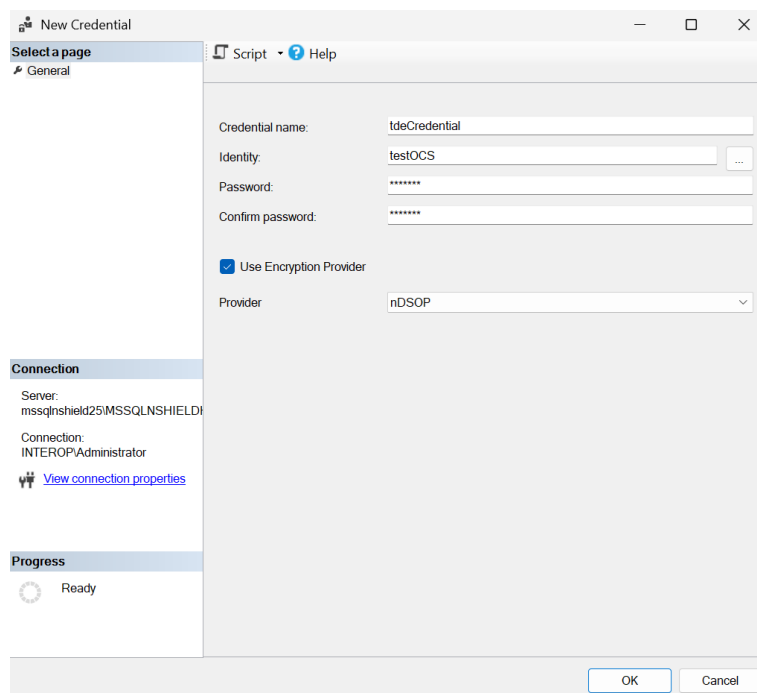 New Credential
Select a page
General
Script
Help
Credential name:
tdeCredential
Identity:
testOCS
...
Password:
*******
Confirm password:
*******
Use Encryption Provider
Provider
nDSOP
Connection
Server:
mssqlnshield25\MSSQLNSHIELD
Connection:
INTEROP\Administrator
View connection properties
Progress
Ready
OK
Cancel